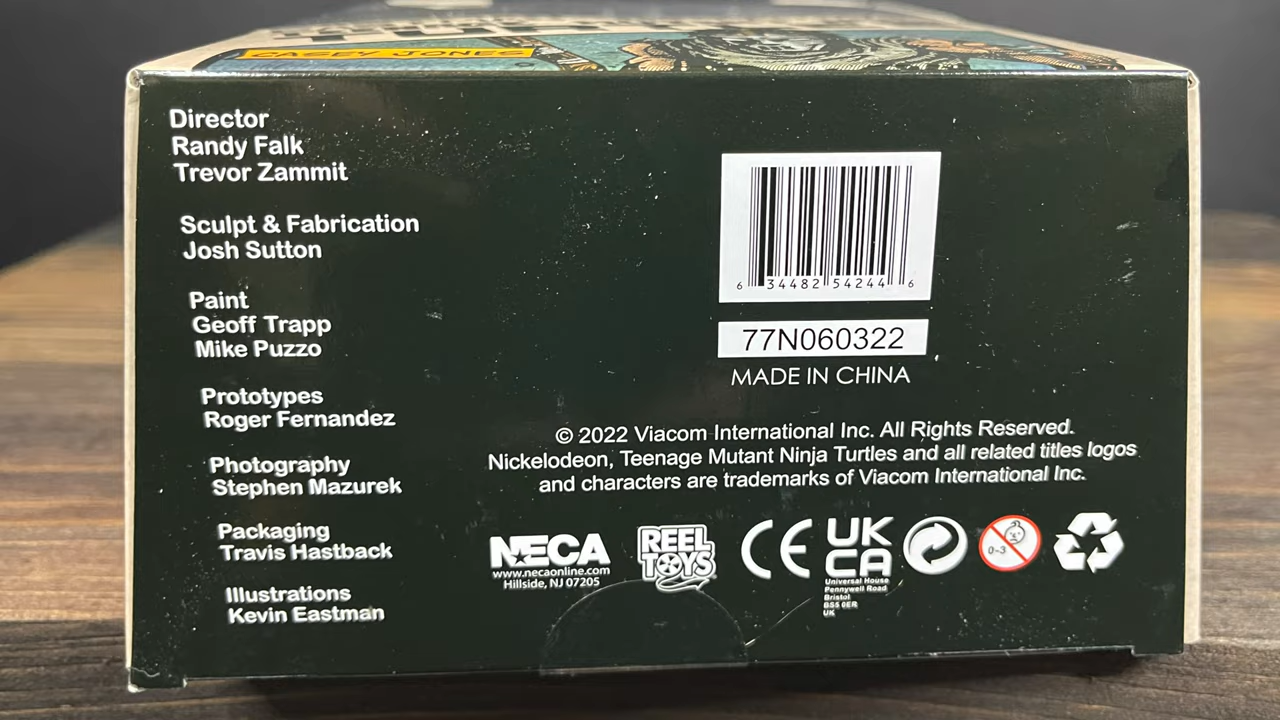 CASEY JONES
Director
Randy Falk
Trevor Zammit
Sculpt & Fabrication
Josh Sutton
Paint
Geoff Trapp
Mike Puzzo
Prototypes
Roger Fernandez
Photography
Stephen Mazurek
Packaging
Travis Hastback
Illustrations
Kevin Eastman
6 34482 54244 6
77N060322
MADE IN CHINA
© 2022 Viacom International Inc. All Rights Reserved.
Nickelodeon, Teenage Mutant Ninja Turtles and all related titles logos
and characters are trademarks of Viacom International Inc.
NECA
www.necaonline.com
Hillside, NJ 07205
REEL
TOYS
CE
UK
CA
Universal House
Pennywell Road
Bristol
BS5 0ER
UK
0-3